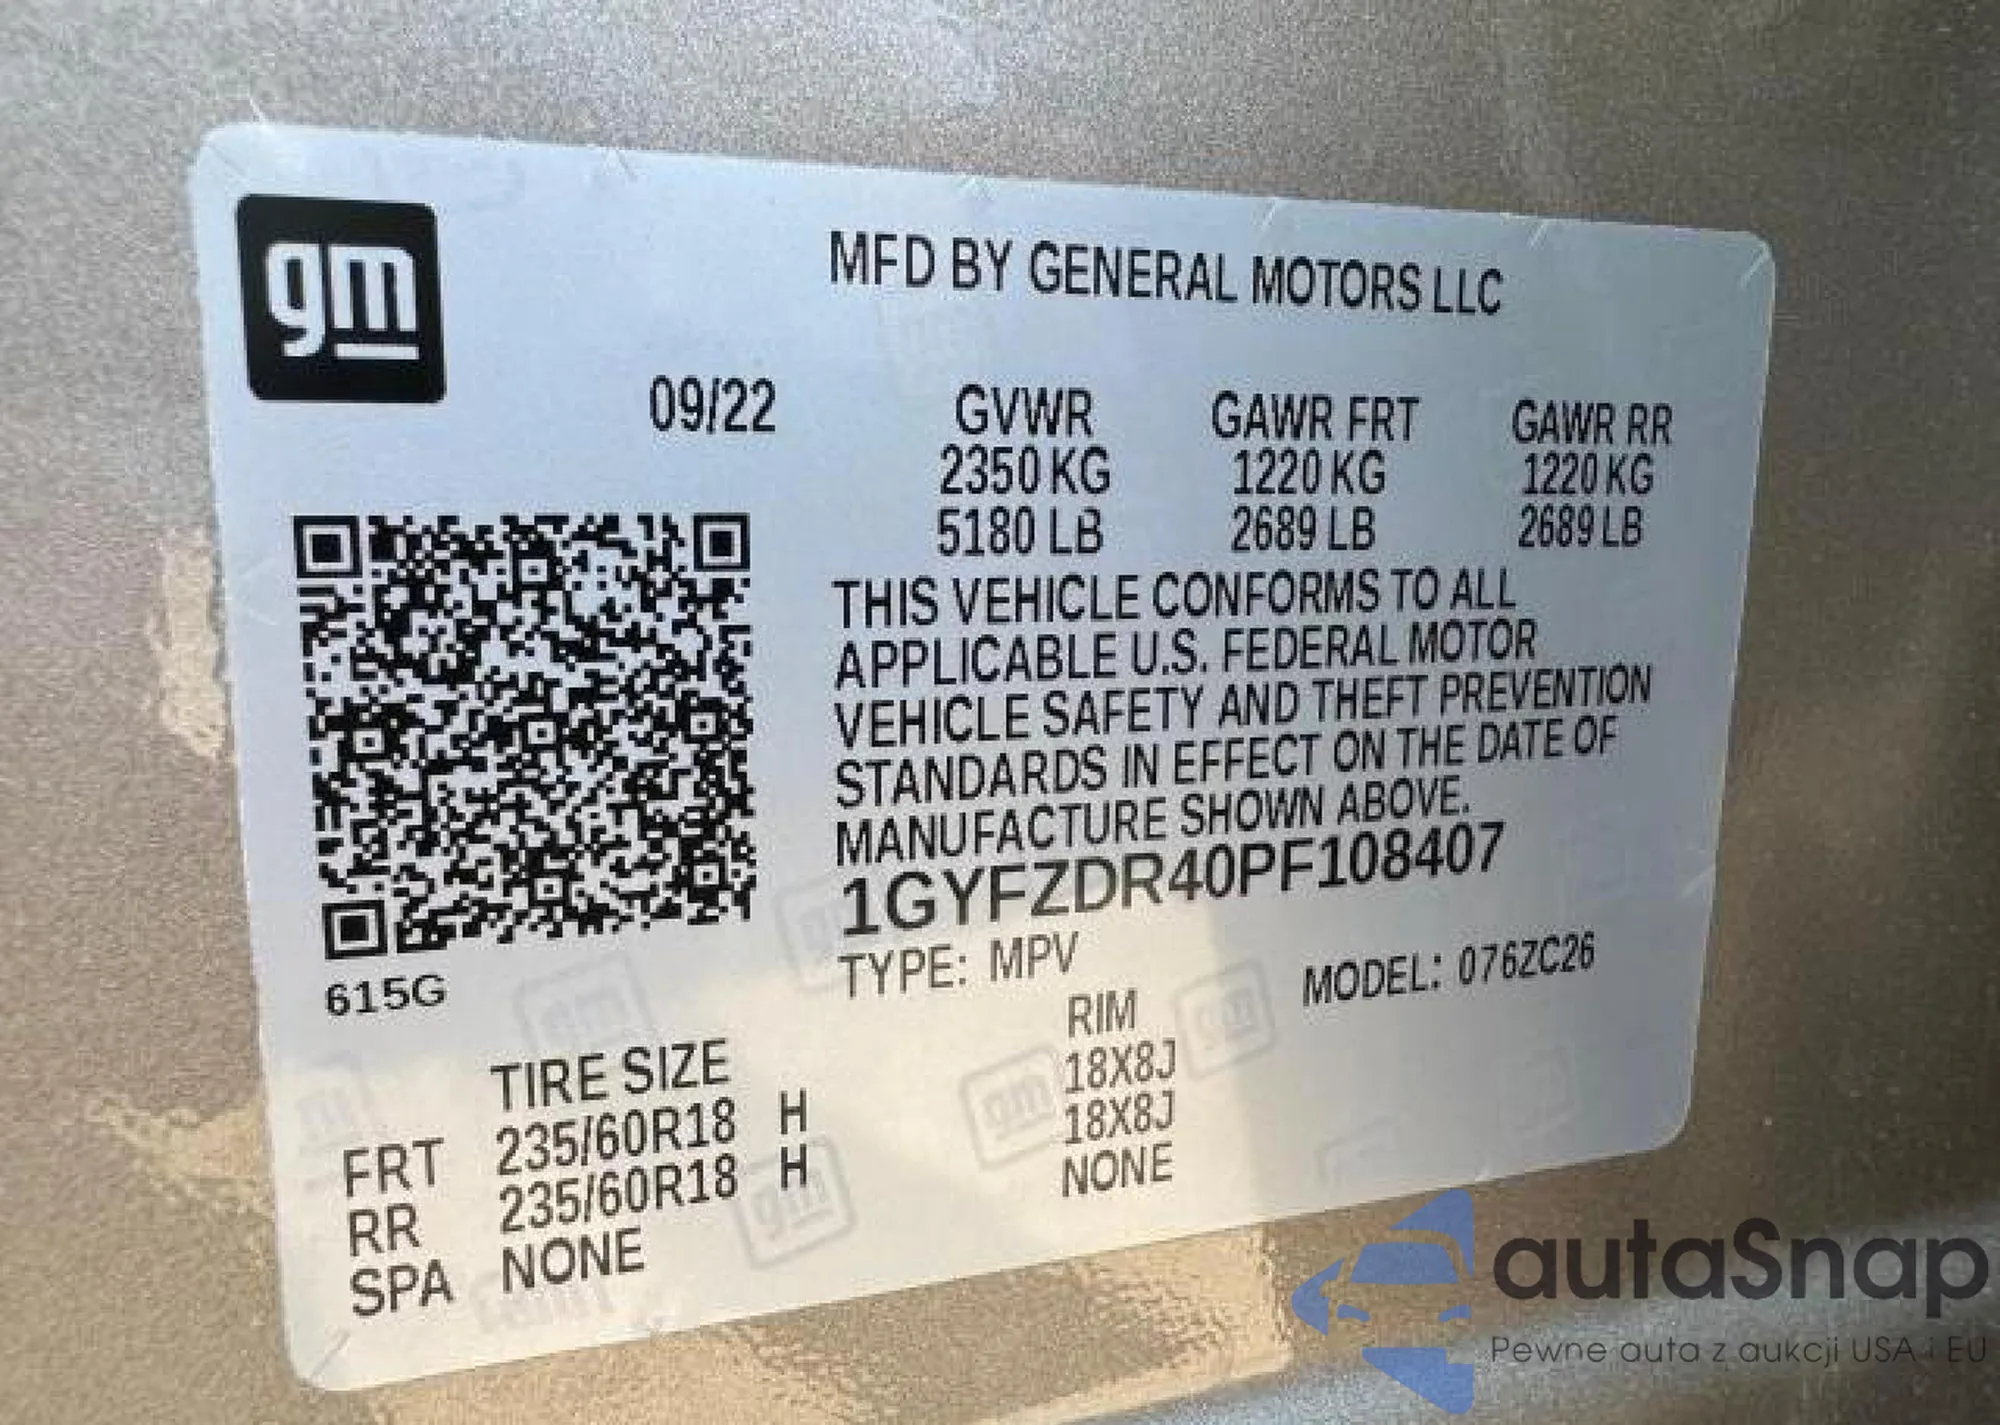 gm
MFD BY GENERAL MOTORS LLC
09/22
GVWR GAWR FRT GAWR RR
2350 KG 1220 KG 1220 KG
5180 LB 2689 LB 2689 LB
THIS VEHICLE CONFORMS TO ALL
APPLICABLE U.S. FEDERAL MOTOR
VEHICLE SAFETY AND THEFT PREVENTION
STANDARDS IN EFFECT ON THE DATE OF
MANUFACTURE SHOWN ABOVE.
1GYFZDR40PF108407
TYPE: MPV MODEL: 076ZC26
615G
TIRE SIZE RIM
FRT 235/60R18 H 18X8J
RR 235/60R18 H 18X8J
SPA NONE NONE
autaSnap
Pewne auta z aukcji USA i EU